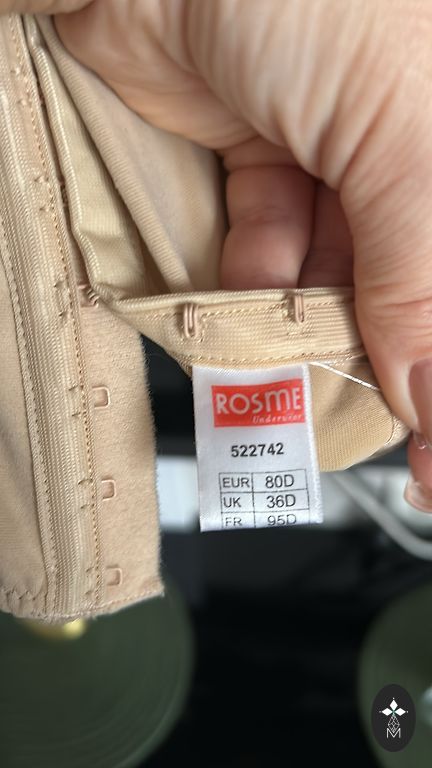 ROSME
Underwear
522742
EUR 80D
UK 36D
FR 95D
M